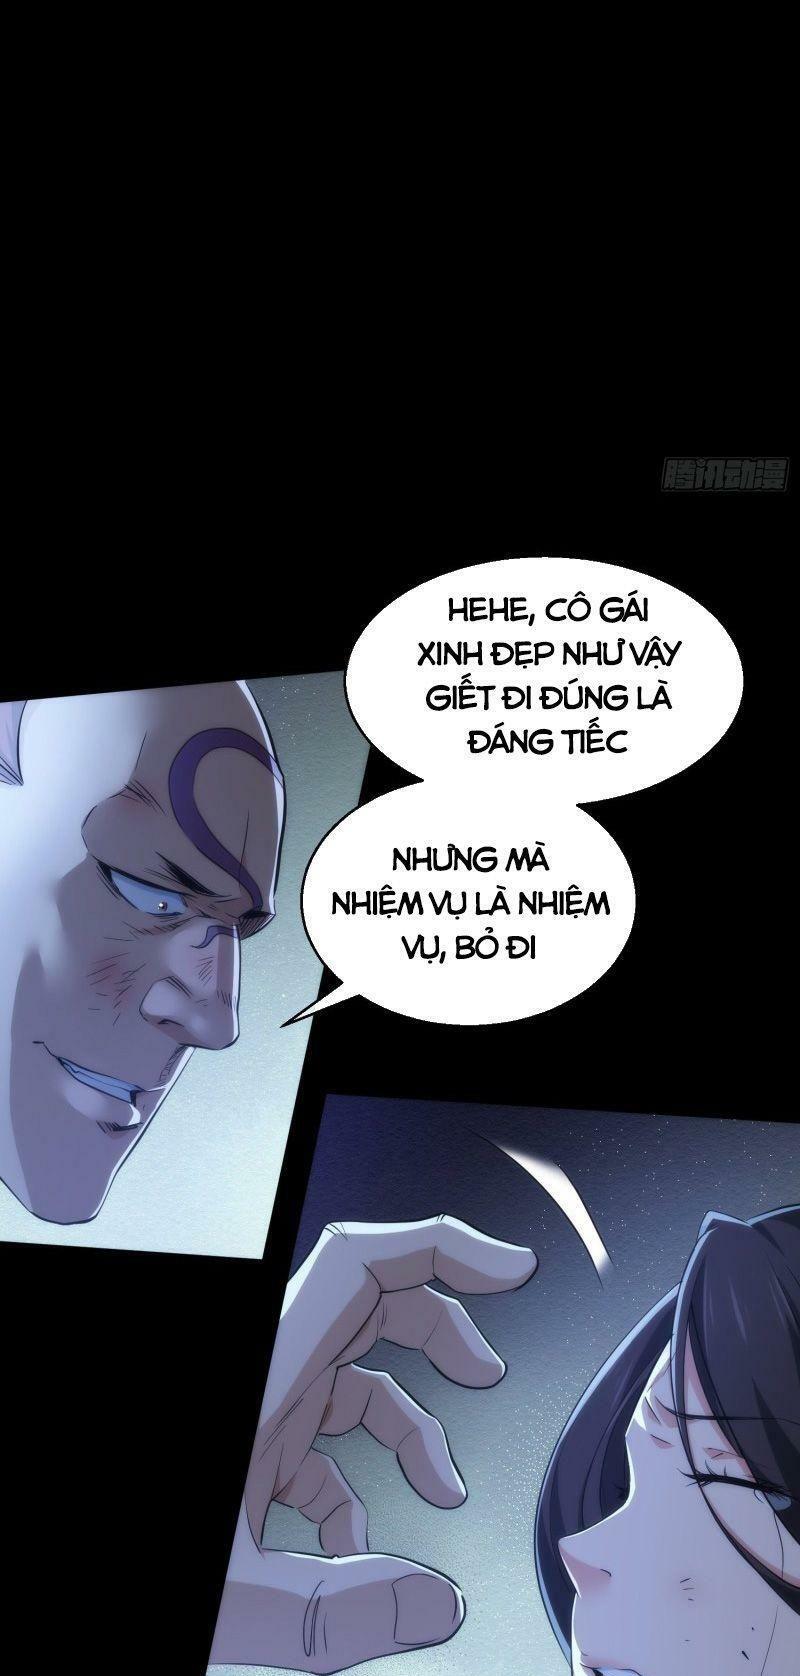 腾讯动漫
HEHE, CÔ GÁI
XINH ĐẸP NHƯ VẬY
GIẾT ĐI ĐÚNG LÀ
ĐÁNG TIẾC
NHƯNG MÀ
NHIỆM VỤ LÀ NHIỆM
VỤ, BỎ ĐI